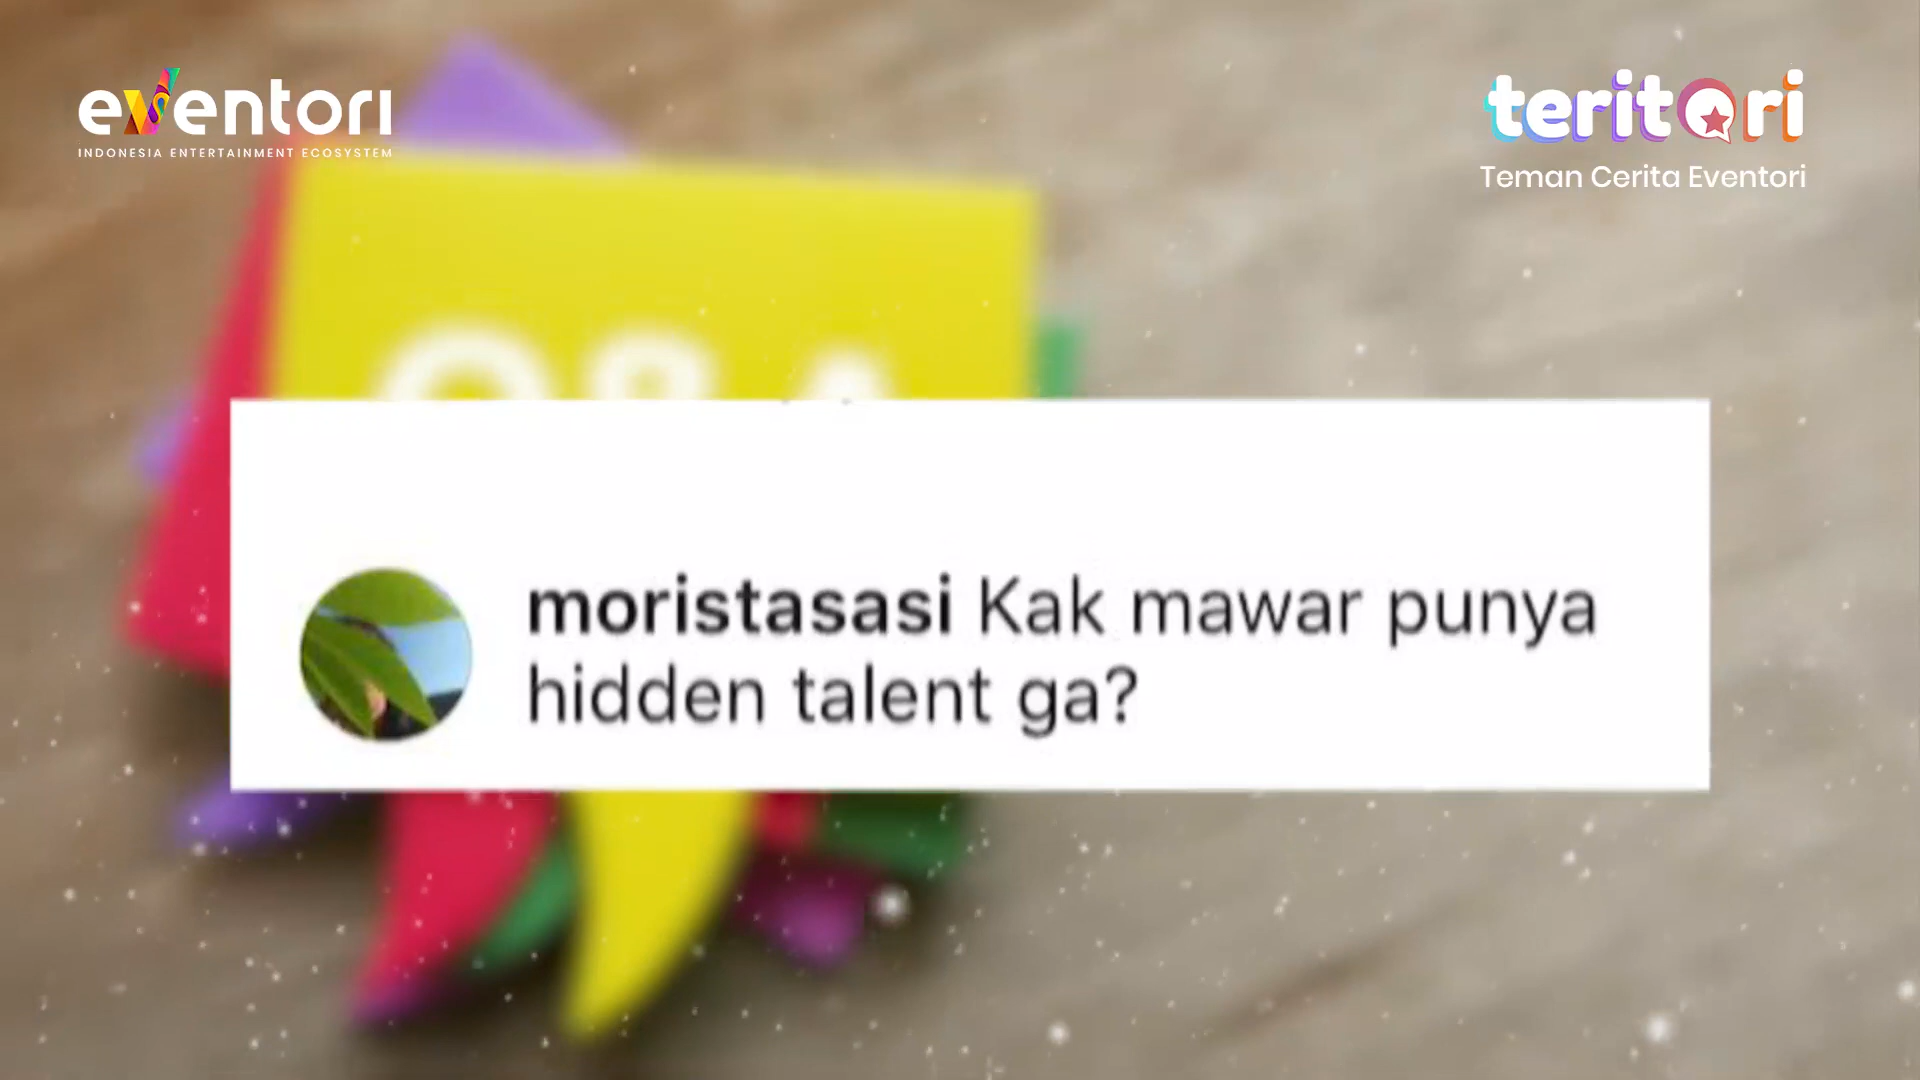 eventori
INDONESIA ENTERTAINMENT ECOSYSTEM
teritori
Teman Cerita Eventori
Q&A
moristasasi Kak mawar punya
hidden talent ga?